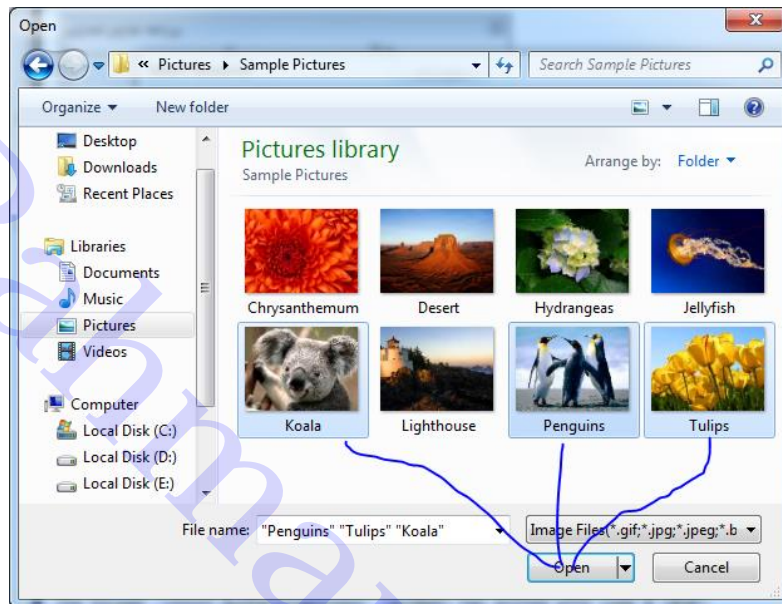 Open
« Pictures ▸ Sample Pictures
Search Sample Pictures
Organize
New folder
Desktop
Downloads
Recent Places
Libraries
Documents
Music
Pictures
Videos
Computer
Local Disk (C:)
Local Disk (D:)
Local Disk (E:)
Pictures library
Sample Pictures
Arrange by: Folder
Chrysanthemum
Desert
Hydrangeas
Jellyfish
Koala
Lighthouse
Penguins
Tulips
File name: "Penguins" "Tulips" "Koala"
Image Files(*.gif;*.jpg;*.jpeg;*.b
Open
Cancel